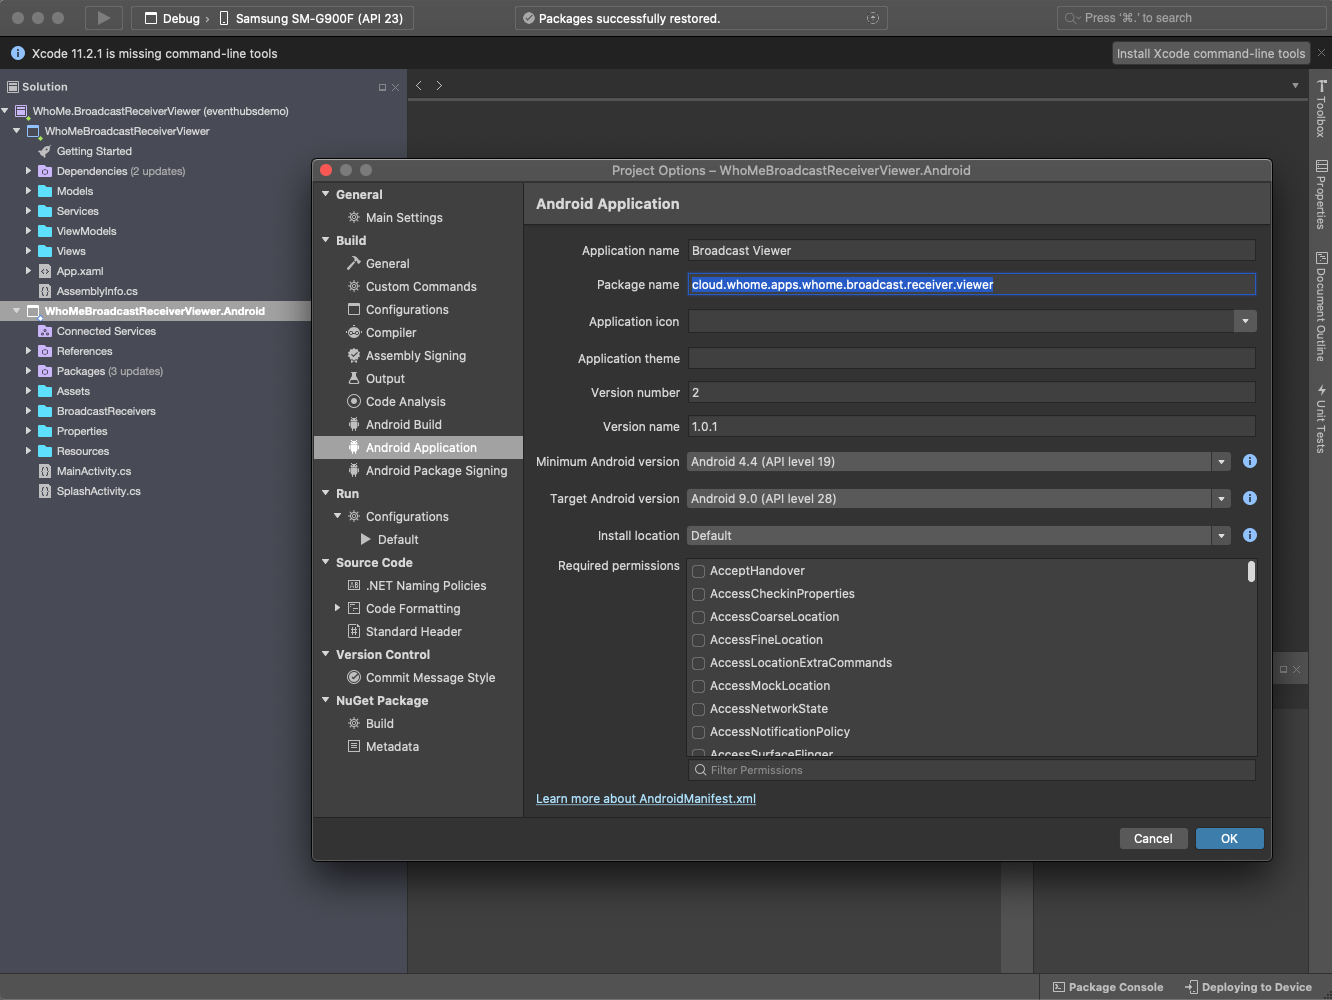 Debug › Samsung SM-G900F (API 23)
Packages successfully restored.
Press ‘⌘.’ to search
Xcode 11.2.1 is missing command-line tools
Install Xcode command-line tools
Solution
WhoMe.BroadcastReceiverViewer (eventhubsdemo)
WhoMeBroadcastReceiverViewer
Getting Started
Dependencies (2 updates)
Models
Services
ViewModels
Views
App.xaml
AssemblyInfo.cs
WhoMeBroadcastReceiverViewer.Android
Connected Services
References
Packages (3 updates)
Assets
BroadcastReceivers
Properties
Resources
MainActivity.cs
SplashActivity.cs
Project Options – WhoMeBroadcastReceiverViewer.Android
General
Main Settings
Build
General
Custom Commands
Configurations
Compiler
Assembly Signing
Output
Code Analysis
Android Build
Android Application
Android Package Signing
Run
Configurations
Default
Source Code
.NET Naming Policies
Code Formatting
Standard Header
Version Control
Commit Message Style
NuGet Package
Build
Metadata
Android Application
Application name Broadcast Viewer
Package name cloud.whome.apps.whome.broadcast.receiver.viewer
Application icon
Application theme
Version number 2
Version name 1.0.1
Minimum Android version Android 4.4 (API level 19)
Target Android version Android 9.0 (API level 28)
Install location Default
Required permissions
AcceptHandover
AccessCheckinProperties
AccessCoarseLocation
AccessFineLocation
AccessLocationExtraCommands
AccessMockLocation
AccessNetworkState
AccessNotificationPolicy
AccessSurfaceFlinger
Filter Permissions
Learn more about AndroidManifest.xml
Cancel
OK
Toolbox
Properties
Document Outline
Unit Tests
Package Console
Deploying to Device